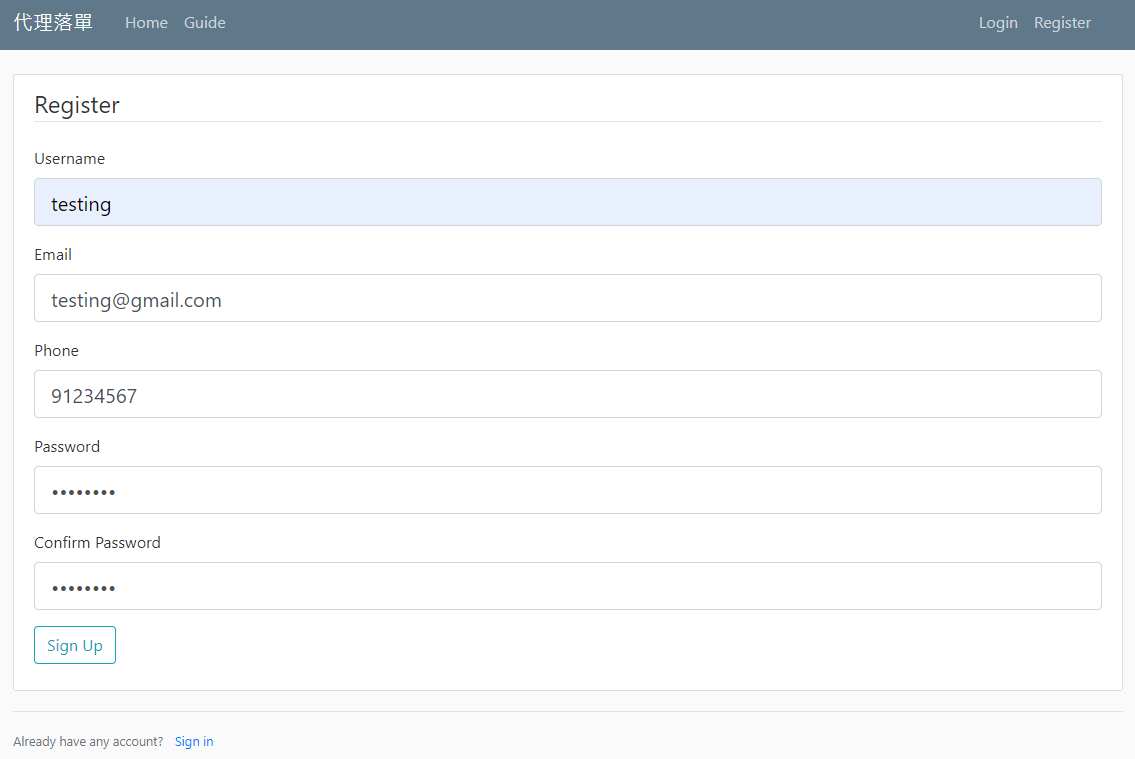 代理落單 Home Guide Login Register
Register
Username
testing
Email
testing@gmail.com
Phone
91234567
Password
••••••••
Confirm Password
••••••••
Sign Up
Already have any account? Sign in